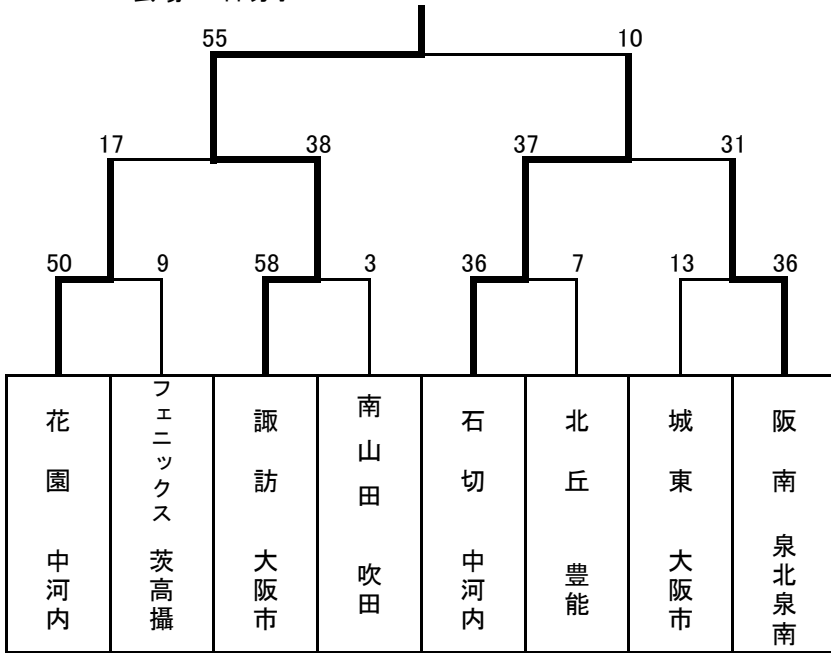 55 10
17 38 37 31
50 9 58 3 36 7 13 36
花園 中河内
フェニックス 茨高攝
諏訪 大阪市
南山田 吹田
石切 中河内
北丘 豊能
城東 大阪市
阪南 泉北泉南